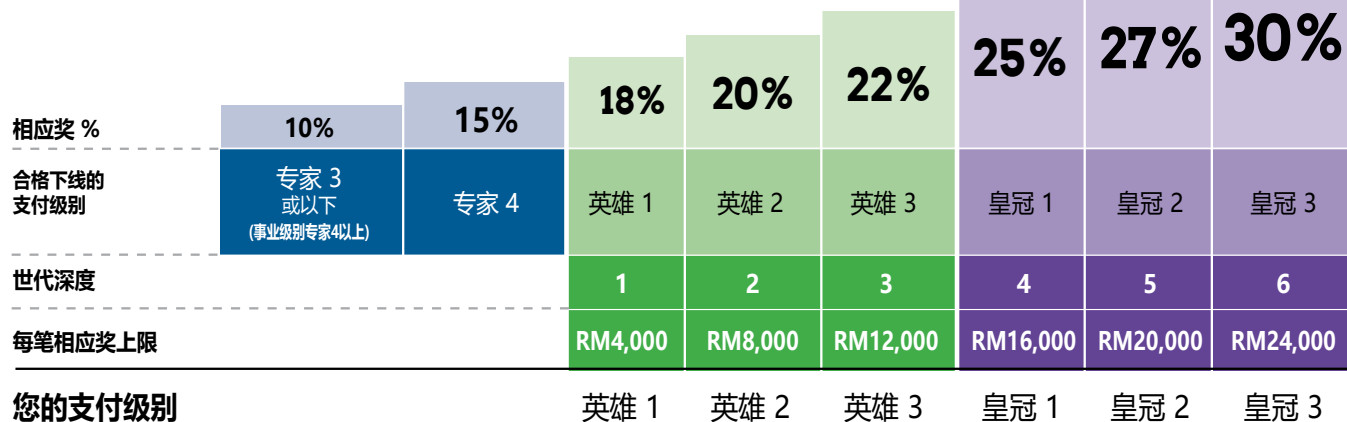 相应奖 % 10% 15% 18% 20% 22% 25% 27% 30%
合格下线的
支付级别
专家 3
或以下
(事业级别专家4以上)
专家 4 英雄 1 英雄 2 英雄 3 皇冠 1 皇冠 2 皇冠 3
世代深度 1 2 3 4 5 6
每笔相应奖上限 RM4,000 RM8,000 RM12,000 RM16,000 RM20,000 RM24,000
您的支付级别 英雄 1 英雄 2 英雄 3 皇冠 1 皇冠 2 皇冠 3